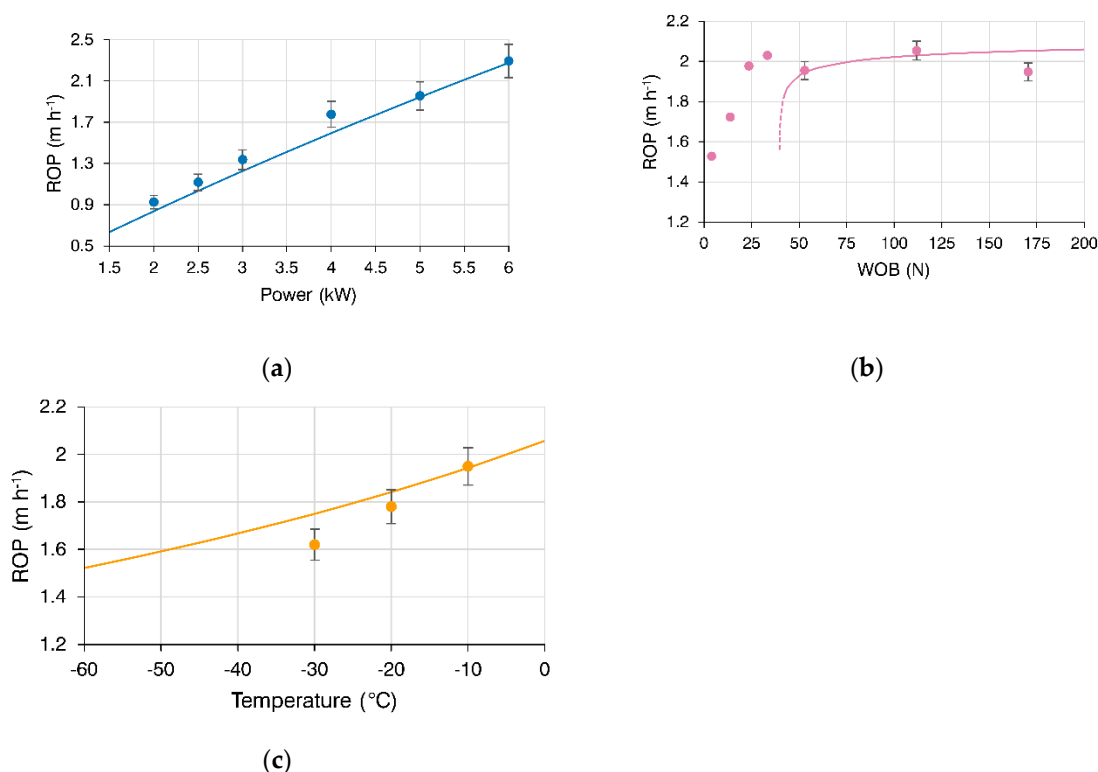 2.5
2.1
1.7
1.3
0.9
0.5
ROP (m h⁻¹)
1.5 2 2.5 3 3.5 4 4.5 5 5.5 6
Power (kW)
(a)
2.2
2
1.8
1.6
1.4
1.2
ROP (m h⁻¹)
0 25 50 75 100 125 150 175 200
WOB (N)
(b)
2.2
2
1.8
1.6
1.4
1.2
ROP (m h⁻¹)
-60 -50 -40 -30 -20 -10 0
Temperature (°C)
(c)